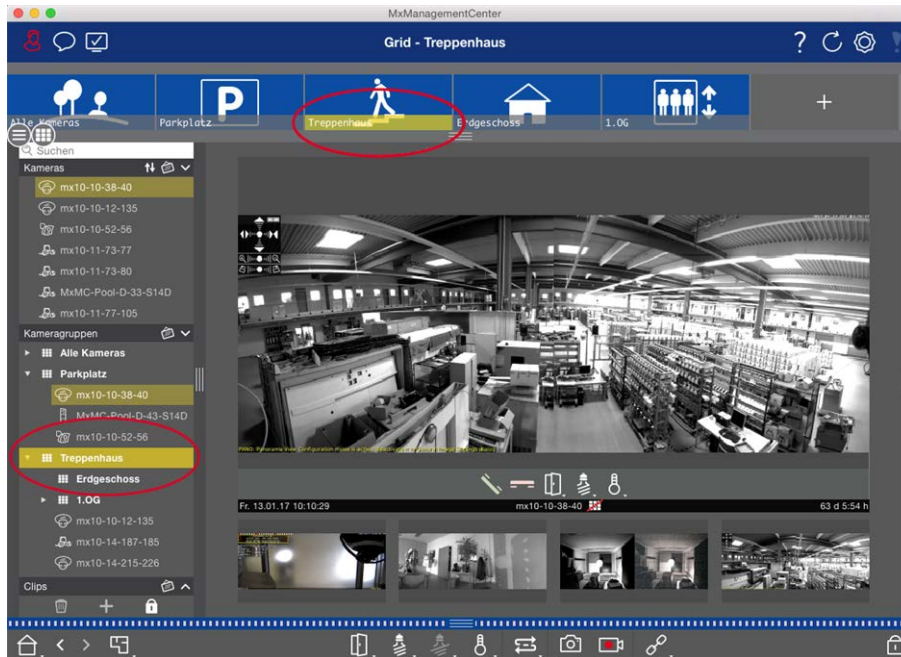 MxManagementCenter
Grid - Treppenhaus
?
P
+
Alle Kameras
Parkplatz
Treppenhaus
Erdgeschoss
1.OG
Suchen
Kameras
mx10-10-38-40
mx10-10-12-135
mx10-10-52-56
mx10-11-73-77
mx10-11-73-80
MxMC-Pool-D-33-S14D
mx10-11-77-105
Kameragruppen
Alle Kameras
Parkplatz
mx10-10-38-40
MxMC-Pool-D-43-S14D
mx10-10-52-56
Treppenhaus
Erdgeschoss
1.OG
mx10-10-12-135
mx10-14-187-185
mx10-14-215-226
Clips
Fr. 13.01.17 10:10:29
mx10-10-38-40
63 d 5:54 h